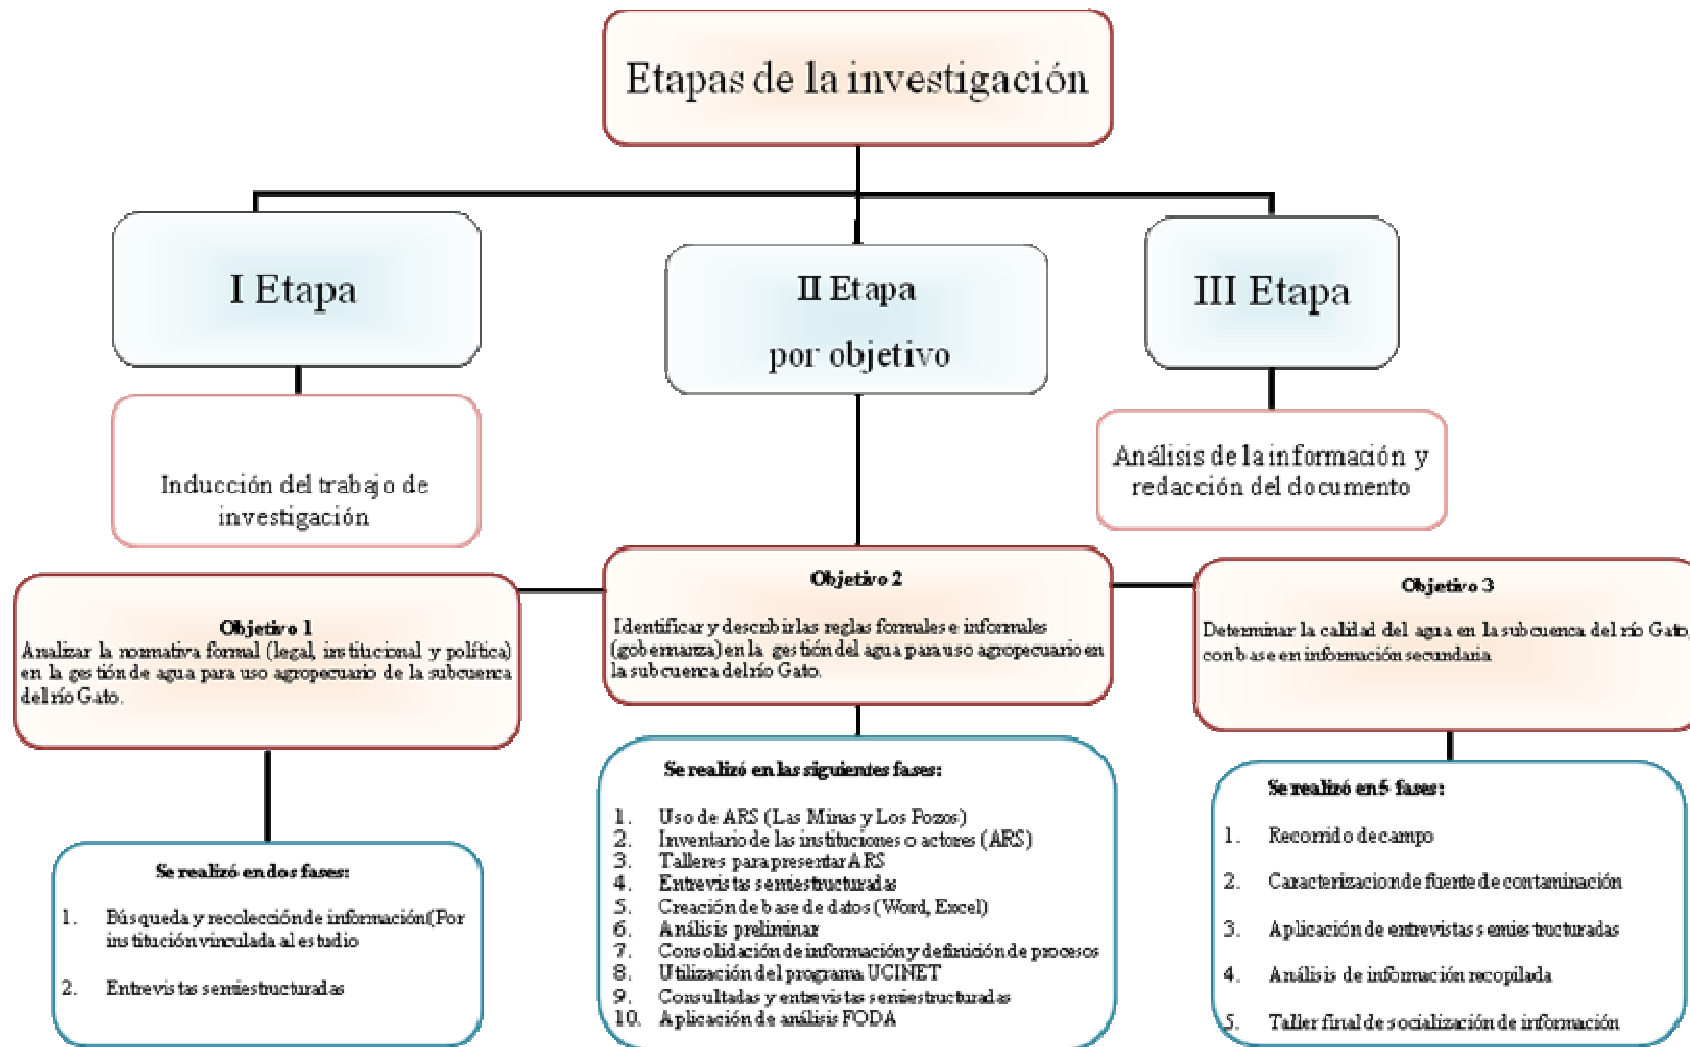 Etapas de la investigación
I Etapa
II Etapa
por objetivo
III Etapa
Inducción del trabajo de
investigación
Análisis de la información y
redacción del documento
Objetivo 1
Analizar la normativa formal (legal, institucional y política)
en la gestión de agua para uso agropecuario de la subcuenca
del río Gato.
Objetivo 2
Identificar y describir las reglas formales e informales
(gobernanza) en la gestión del agua para uso agropecuario en
la subcuenca del río Gato.
Objetivo 3
Determinar la calidad del agua en la subcuenca del río Gato,
con base en información secundaria
Se realizó en dos fases:
1. Búsqueda y recolección de información(Por
institución vinculada al estudio
2. Entrevistas semiestructuradas
Se realizó en las siguientes fases:
1. Uso de ARS (Las Minas y Los Pozos)
2. Inventario de las instituciones o actores (ARS)
3. Talleres para presentar ARS
4. Entrevistas semiestructuradas
5. Creación de base de datos (Word, Excel)
6. Análisis preliminar
7. Consolidación de información y definición de procesos
8. Utilización del programa UCINET
9. Consultadas y entrevistas semiestructuradas
10. Aplicación de análisis FODA
Se realizó en 5 fases:
1. Recorrido de campo
2. Caracterizacion de fuente de contaminación
3. Aplicación de entrevistas semiestructuradas
4. Análisis de información recopilada
5. Taller final de socialización de información